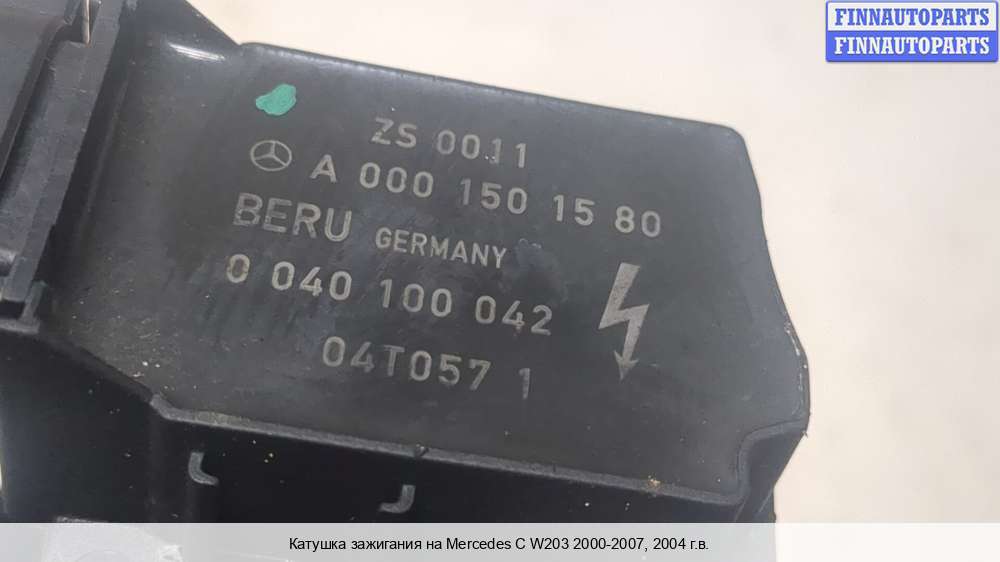 FINNAUTOPARTS
FINNAUTOPARTS
ZS 0011
A 000 150 15 80
BERU GERMANY
0 040 100 042
04T057 1
Катушка зажигания на Mercedes C W203 2000-2007, 2004 г.в.